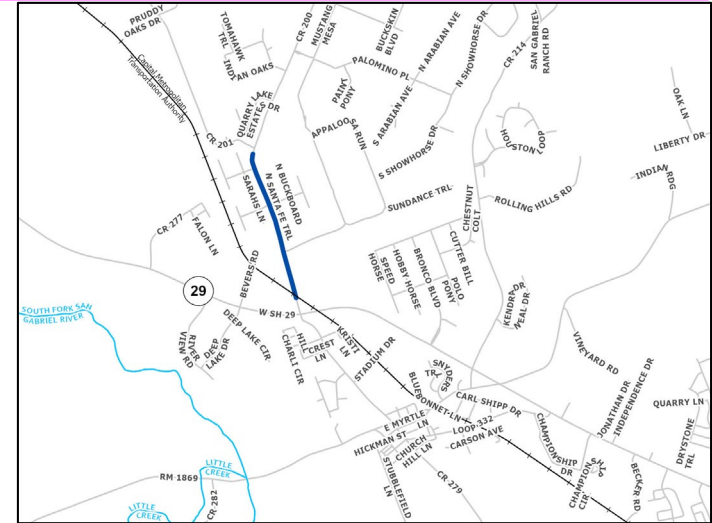 PRUDDY
OAKS DR
TOMAHAWK
TRL
INDIAN OAKS
CR 200
MUSTANG
MESA
BUCKSKIN
BLVD
N ARABIAN AVE
N SHOWHORSE DR
CR 214
SAN GABRIEL
RANCH RD
Capital Metropolitan
Transportation Authority
PALOMINO PL
PAINT
PONY
QUARRY LAKE
ESTATES DR
CR 201
APPALOOSA RUN
S ARABIAN AVE
S SHOWHORSE DR
HOUSTON LOOP
OAK LN
LIBERTY DR
INDIAN RDG
SARAHS LN
N SANTA FE TRL
N BUCKBOARD
SUNDANCE TRL
CHESTNUT
COLT
ROLLING HILLS RD
CR 277
FALON LN
BEVERS RD
SPEED
HORSE
HOBBY HORSE
BRONCO BLVD
CUTTER BILL
POLO
PONY
29
W SH 29
KENDRA DR
NEAL DR
SOUTH FORK SAN
GABRIEL RIVER
RIVER
VIEW RD
DEEP
LAKE DR
DEEP LAKE CIR
CHARLI CIR
HILL
CREST
LN
KRISTI
LN
STADIUM DR
SNYDERS
TRL
BLUEBONNET LN
CARL SHIPP DR
VINEYARD RD
JONATHAN DR
INDEPENDENCE DR
QUARRY LN
E MYRTLE
LN
LOOP 332
CARSON AVE
HICKMAN ST
CHURCH
HILL LN
CHAMPIONSHIP
DR
CHAMPIONS
CIR
BECKER RD
DRYSTONE
TRL
RM 1869
LITTLE
CREEK
CR 282
STUBBLEFIELD
LN
CR 279
LITTLE
CREEK